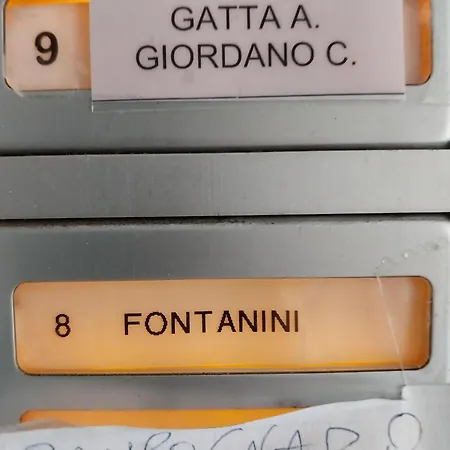 9
GATTA A.
GIORDANO C.
8 FONTANINI